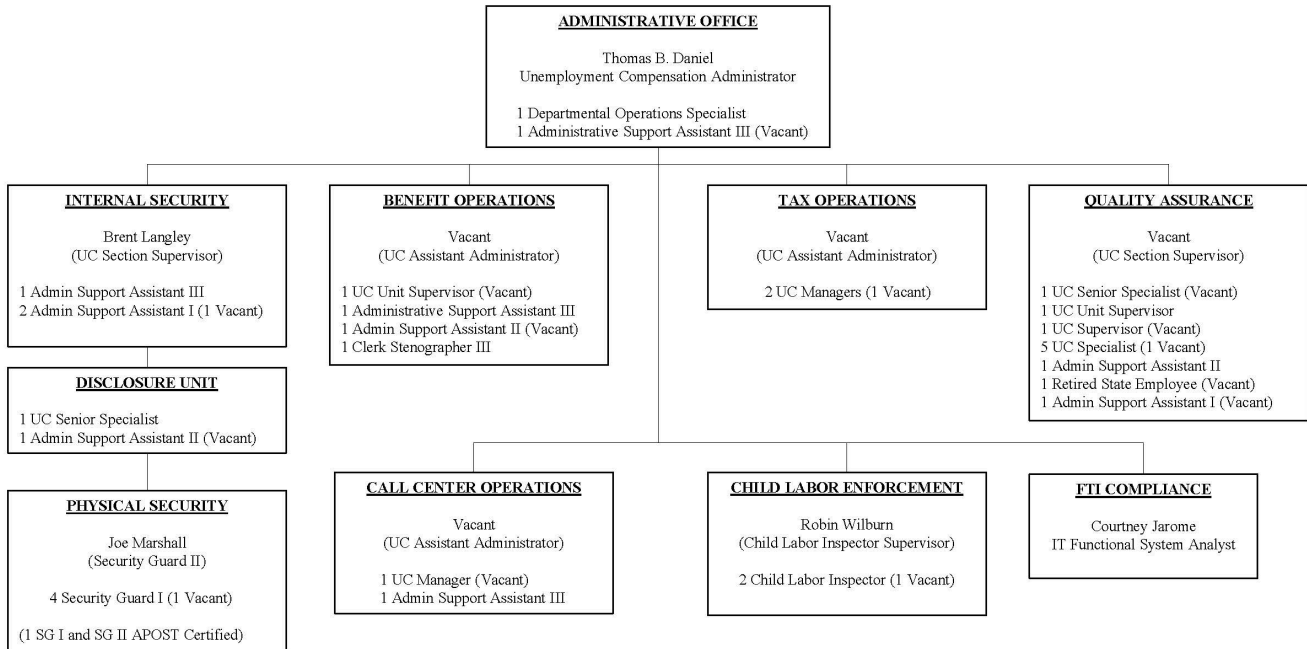 ADMINISTRATIVE OFFICE
Thomas B. Daniel
Unemployment Compensation Administrator
1 Departmental Operations Specialist
1 Administrative Support Assistant III (Vacant)
INTERNAL SECURITY
Brent Langley
(UC Section Supervisor)
1 Admin Support Assistant III
2 Admin Support Assistant I (1 Vacant)
BENEFIT OPERATIONS
Vacant
(UC Assistant Administrator)
1 UC Unit Supervisor (Vacant)
1 Administrative Support Assistant III
1 Admin Support Assistant II (Vacant)
1 Clerk Stenographer III
TAX OPERATIONS
Vacant
(UC Assistant Administrator)
2 UC Managers (1 Vacant)
QUALITY ASSURANCE
Vacant
(UC Section Supervisor)
1 UC Senior Specialist (Vacant)
1 UC Unit Supervisor
1 UC Supervisor (Vacant)
5 UC Specialist (1 Vacant)
1 Admin Support Assistant II
1 Retired State Employee (Vacant)
1 Admin Support Assistant I (Vacant)
DISCLOSURE UNIT
1 UC Senior Specialist
1 Admin Support Assistant II (Vacant)
PHYSICAL SECURITY
Joe Marshall
(Security Guard II)
4 Security Guard I (1 Vacant)
(1 SG I and SG II APOST Certified)
CALL CENTER OPERATIONS
Vacant
(UC Assistant Administrator)
1 UC Manager (Vacant)
1 Admin Support Assistant III
CHILD LABOR ENFORCEMENT
Robin Wilburn
(Child Labor Inspector Supervisor)
2 Child Labor Inspector (1 Vacant)
FTI COMPLIANCE
Courtney Jarome
IT Functional System Analyst